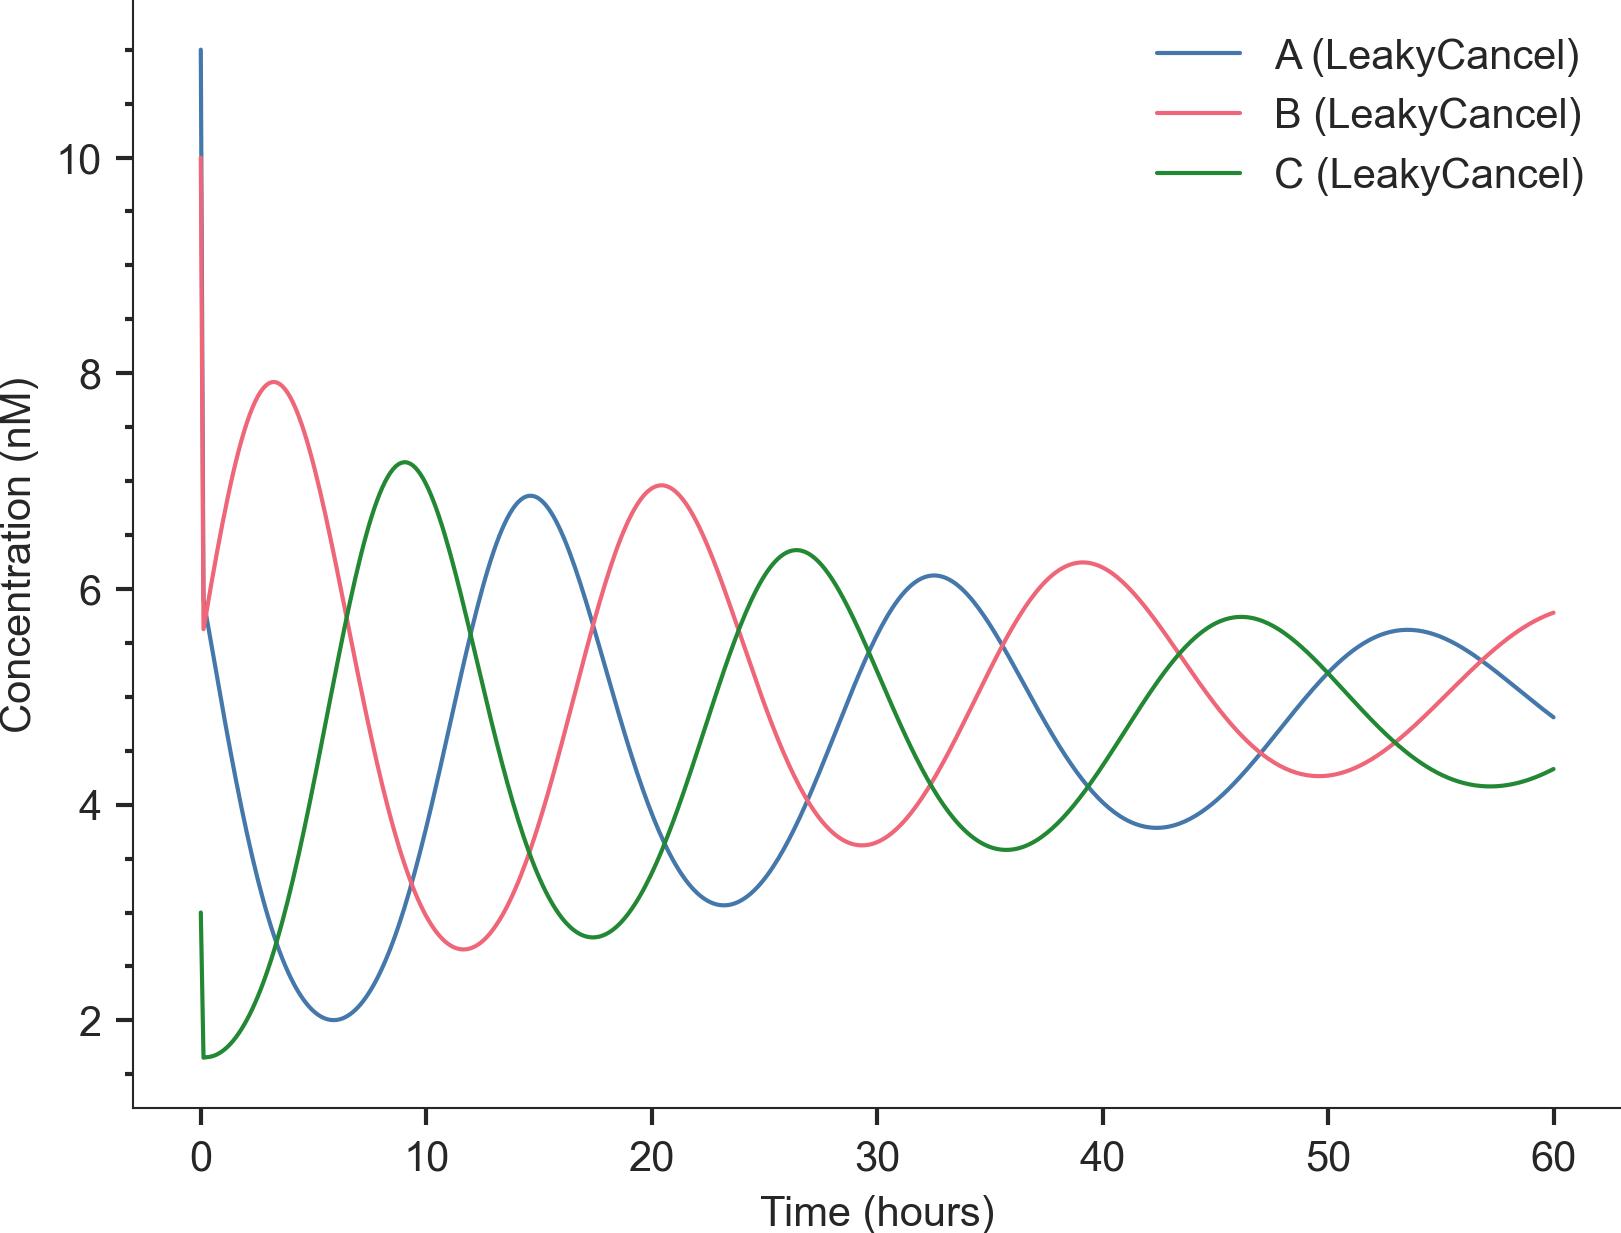 A (LeakyCancel)
B (LeakyCancel)
C (LeakyCancel)
Concentration (nM)
10
8
6
4
2
0 10 20 30 40 50 60
Time (hours)